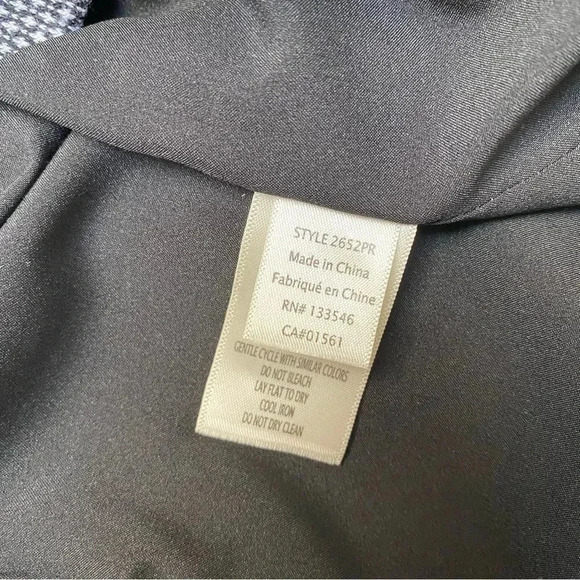 STYLE 2652PR
Made in China
Fabriqué en Chine
RN# 133546
CA#01561
GENTLE CYCLE WITH SIMILAR COLORS
DO NOT BLEACH
LAY FLAT TO DRY
COOL IRON
DO NOT DRY CLEAN